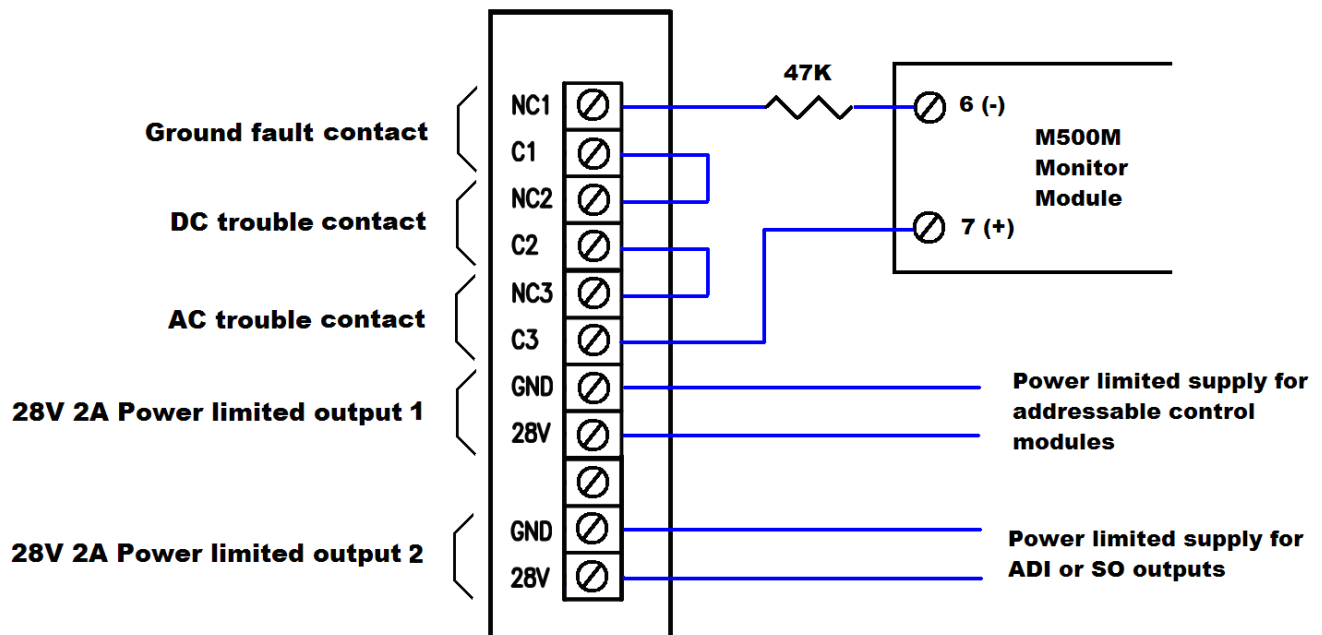 47K
NC1
6 (-)
Ground fault contact
C1
M500M
Monitor
Module
NC2
DC trouble contact
C2
7 (+)
NC3
AC trouble contact
C3
GND
Power limited supply for
addressable control
modules
28V 2A Power limited output 1
28V
GND
Power limited supply for
ADI or SO outputs
28V 2A Power limited output 2
28V